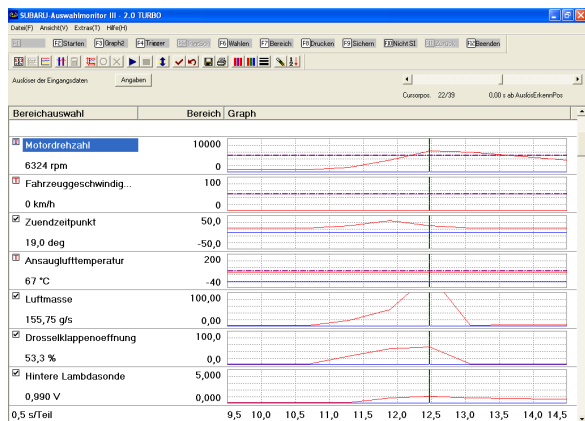 SUBARU-Auswahlmonitor III - 2.0 TURBO
Datei(F) Ansicht(V) Extras(T) Hilfe(H)
F2 Starten F3 Graph2 F4 Trigger F6 Wahlen F7 Bereich F8 Drucken F9 Sichern Nicht SI Beenden
Auslöser der Eingangsdaten Angeben
Cursorpos: 22/39 0,00 s ab AuslösErkennPos
Bereichauswahl Bereich Graph
Motordrehzahl 10000
6324 rpm 0
Fahrzeuggeschwindig... 100
0 km/h 0
Zuendzeitpunkt 50,0
19,0 deg -50,0
Ansauglufttemperatur 200
67 °C -40
Luftmasse 100,00
155,75 g/s 0,00
Drosselklappenoeffnung 100,0
53,3 % 0,0
Hintere Lambdasonde 5,000
0,990 V 0,000
0,5 s/Teil 9,5 10,0 10,5 11,0 11,5 12,0 12,5 13,0 13,5 14,0 14,5